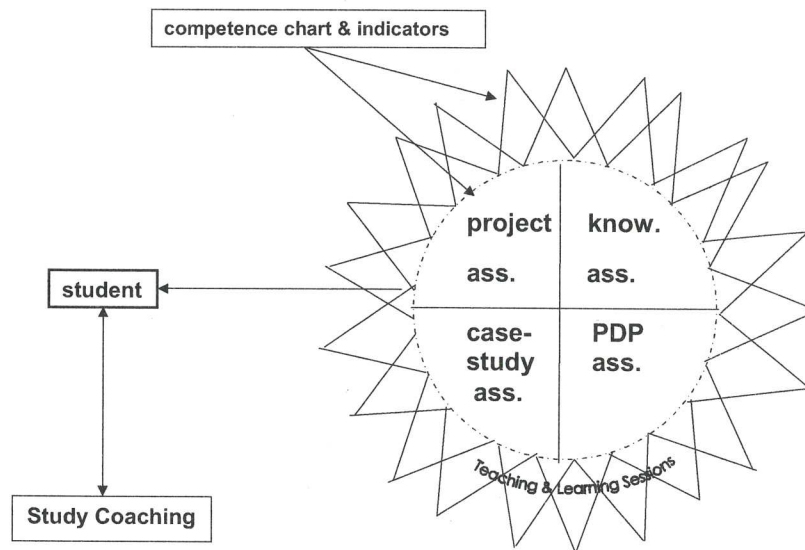 competence chart & indicators
project
ass.
know.
ass.
student
case-
study
ass.
PDP
ass.
Teaching & Learning Sessions
Study Coaching